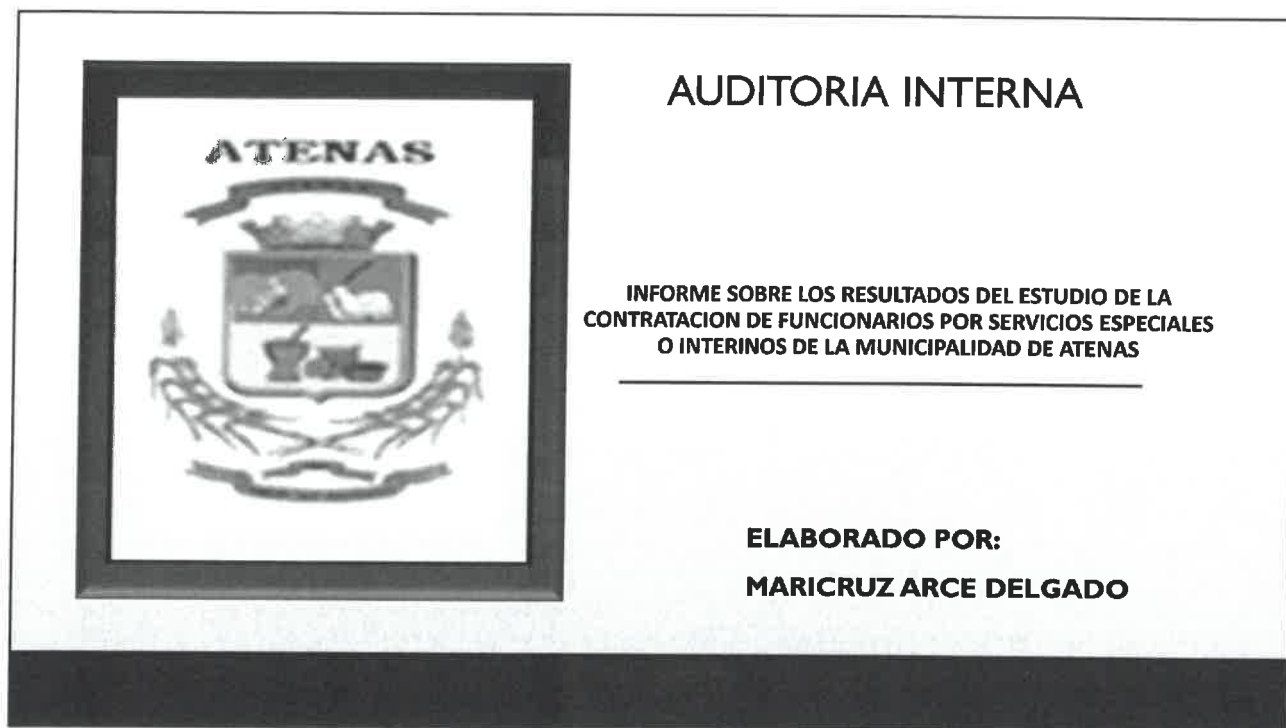 ATENAS
AUDITORIA INTERNA
INFORME SOBRE LOS RESULTADOS DEL ESTUDIO DE LA
CONTRATACION DE FUNCIONARIOS POR SERVICIOS ESPECIALES
O INTERINOS DE LA MUNICIPALIDAD DE ATENAS
ELABORADO POR:
MARICRUZ ARCE DELGADO